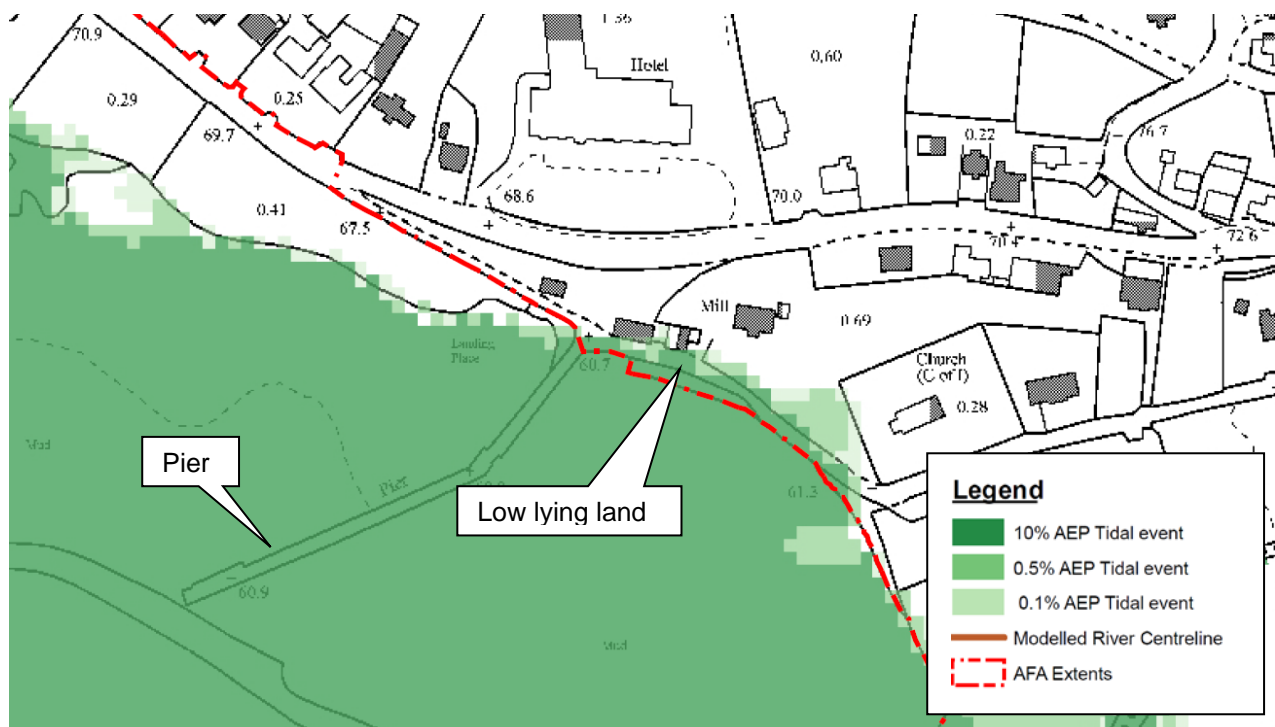 1.36
70.9
Hotel
0.60
0.29
0.25
69.7
0.22
76.7
68.6
70.0
0.41
67.5
70.4
72.6
Mill
0.69
Landing
Place
60.7
Church
(C of I)
0.28
Mud
Pier
Pier
Low lying land
61.3
60.9
Mud
Legend
10% AEP Tidal event
0.5% AEP Tidal event
0.1% AEP Tidal event
Modelled River Centreline
AFA Extents